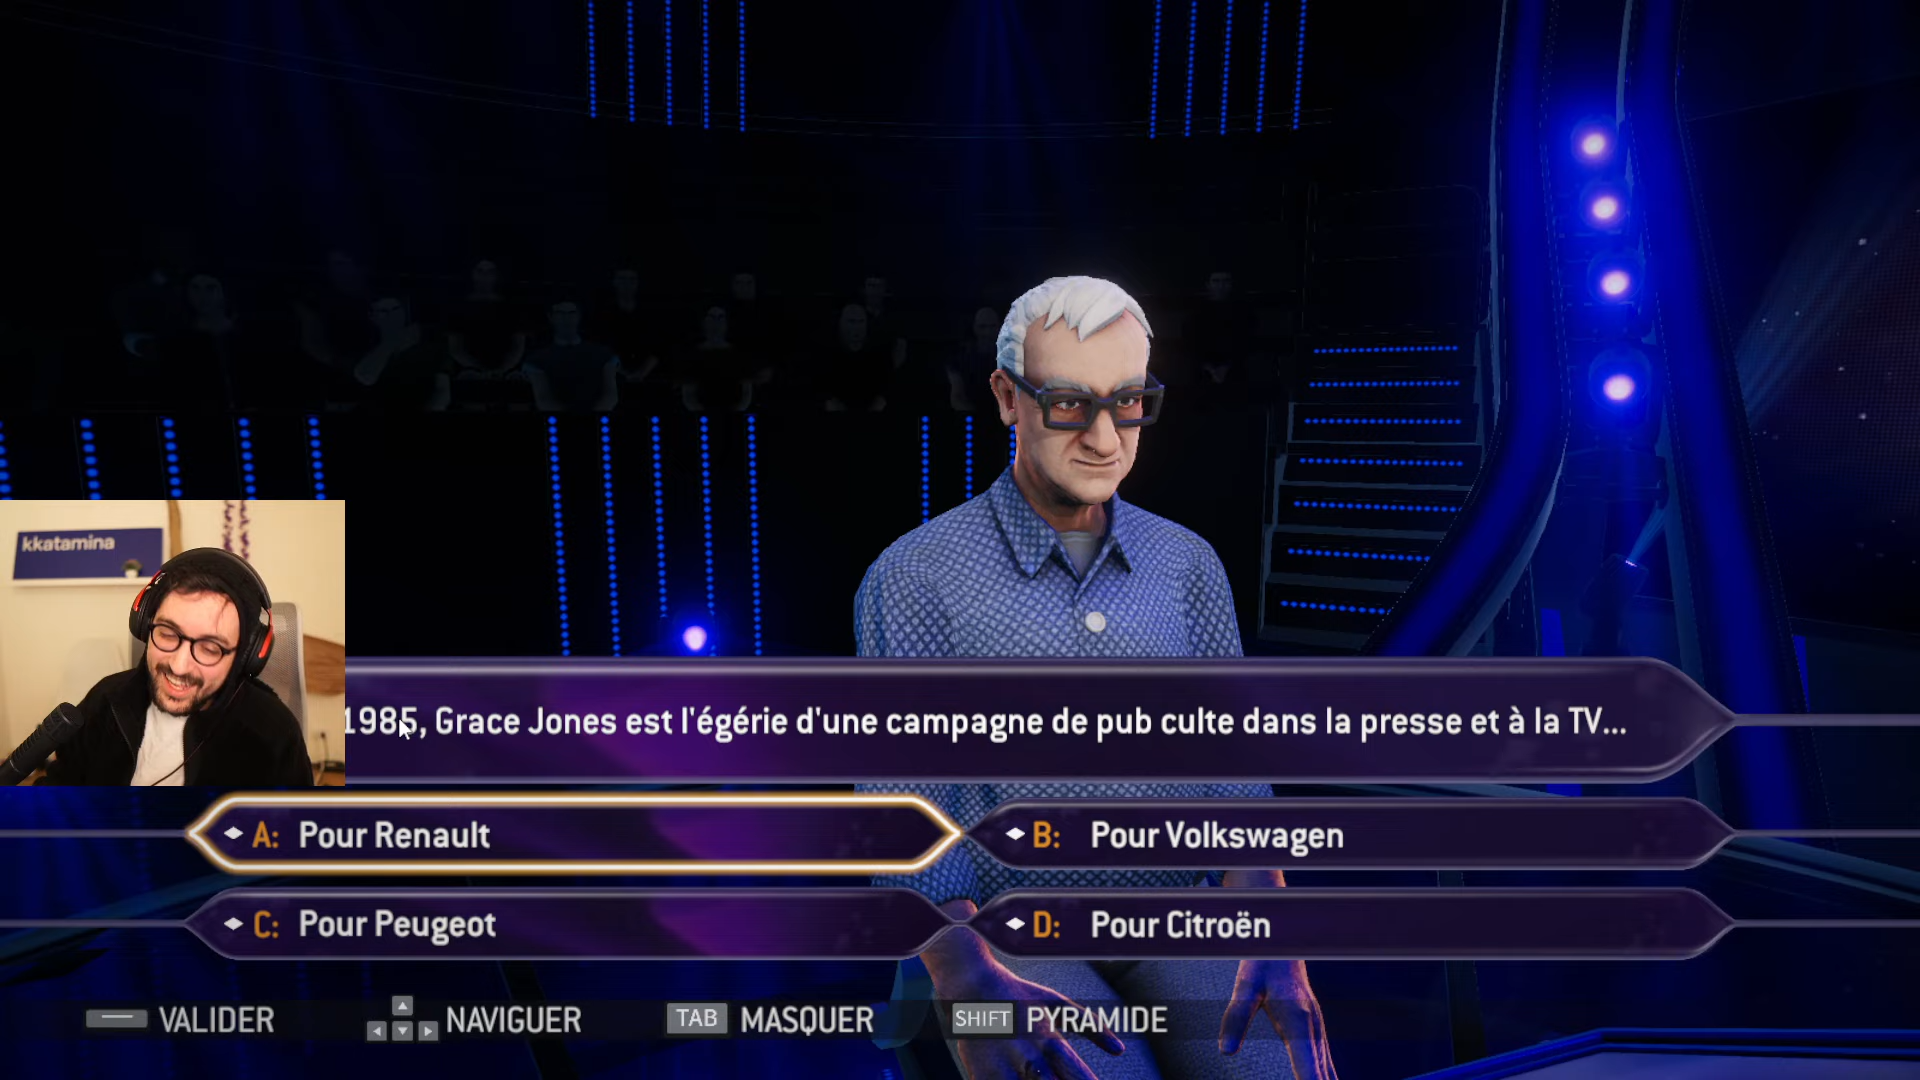 kkatamina
1985, Grace Jones est l'égérie d'une campagne de pub culte dans la presse et à la TV...
A: Pour Renault
B: Pour Volkswagen
C: Pour Peugeot
D: Pour Citroën
VALIDER
NAVIGUER
TAB MASQUER
SHIFT PYRAMIDE